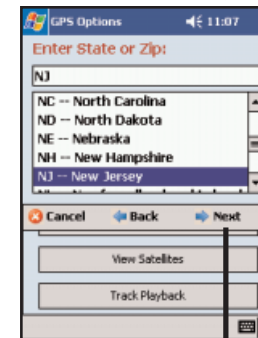 GPS Options 11:07
Enter State or Zip:
NJ
NC -- North Carolina
ND -- North Dakota
NE -- Nebraska
NH -- New Hampshire
NJ -- New Jersey
Cancel Back Next
View Satellites
Track Playback